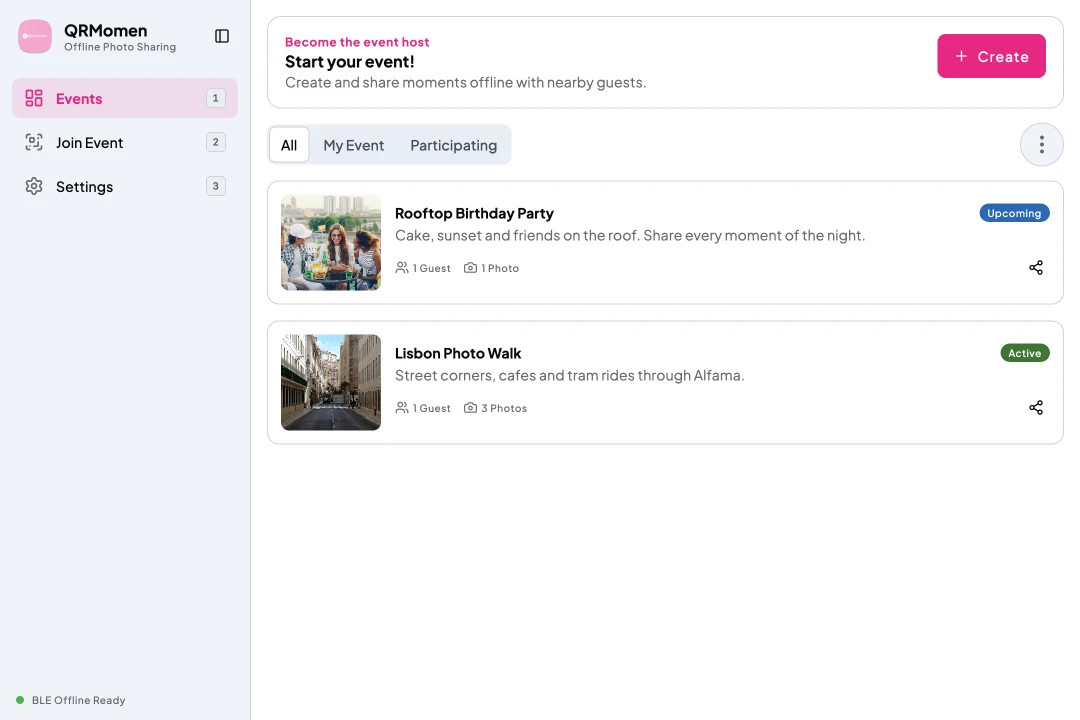 QRMomen
Offline Photo Sharing
Events 1
Join Event 2
Settings 3
BLE Offline Ready
Become the event host
Start your event!
Create and share moments offline with nearby guests.
+ Create
All My Event Participating
Rooftop Birthday Party
Upcoming
Cake, sunset and friends on the roof. Share every moment of the night.
1 Guest 1 Photo
Lisbon Photo Walk
Active
Street corners, cafes and tram rides through Alfama.
1 Guest 3 Photos